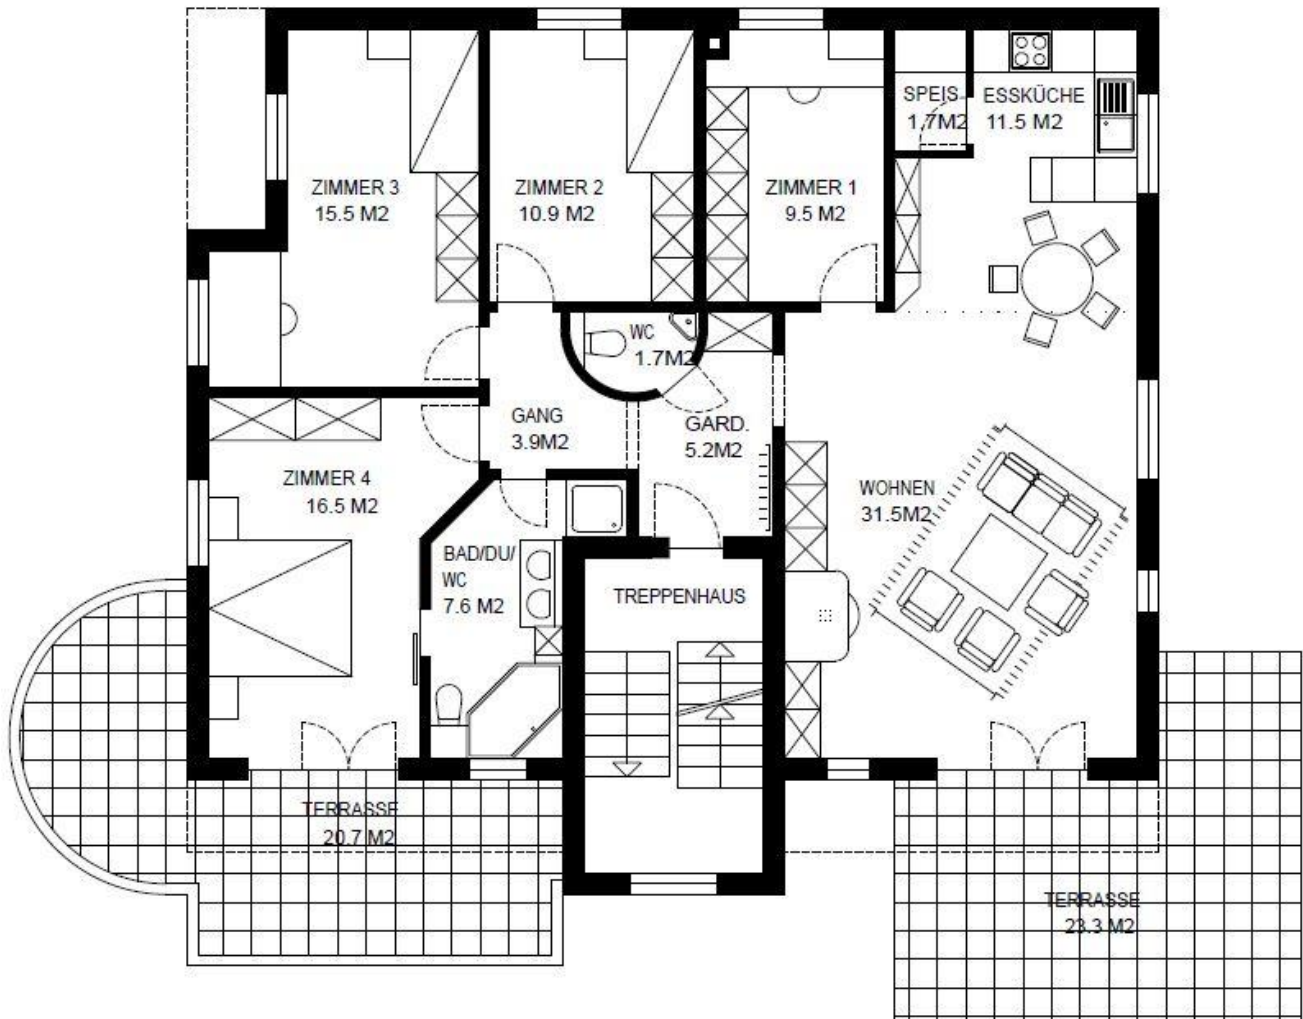 SPEIS
1.7M2
ESSKÜCHE
11.5 M2
ZIMMER 3
15.5 M2
ZIMMER 2
10.9 M2
ZIMMER 1
9.5 M2
WC
1.7M2
GANG
3.9M2
GARD.
5.2M2
ZIMMER 4
16.5 M2
WOHNEN
31.5M2
BAD/DU/
WC
7.6 M2
TREPPENHAUS
TERRASSE
20.7 M2
TERRASSE
23.3 M2